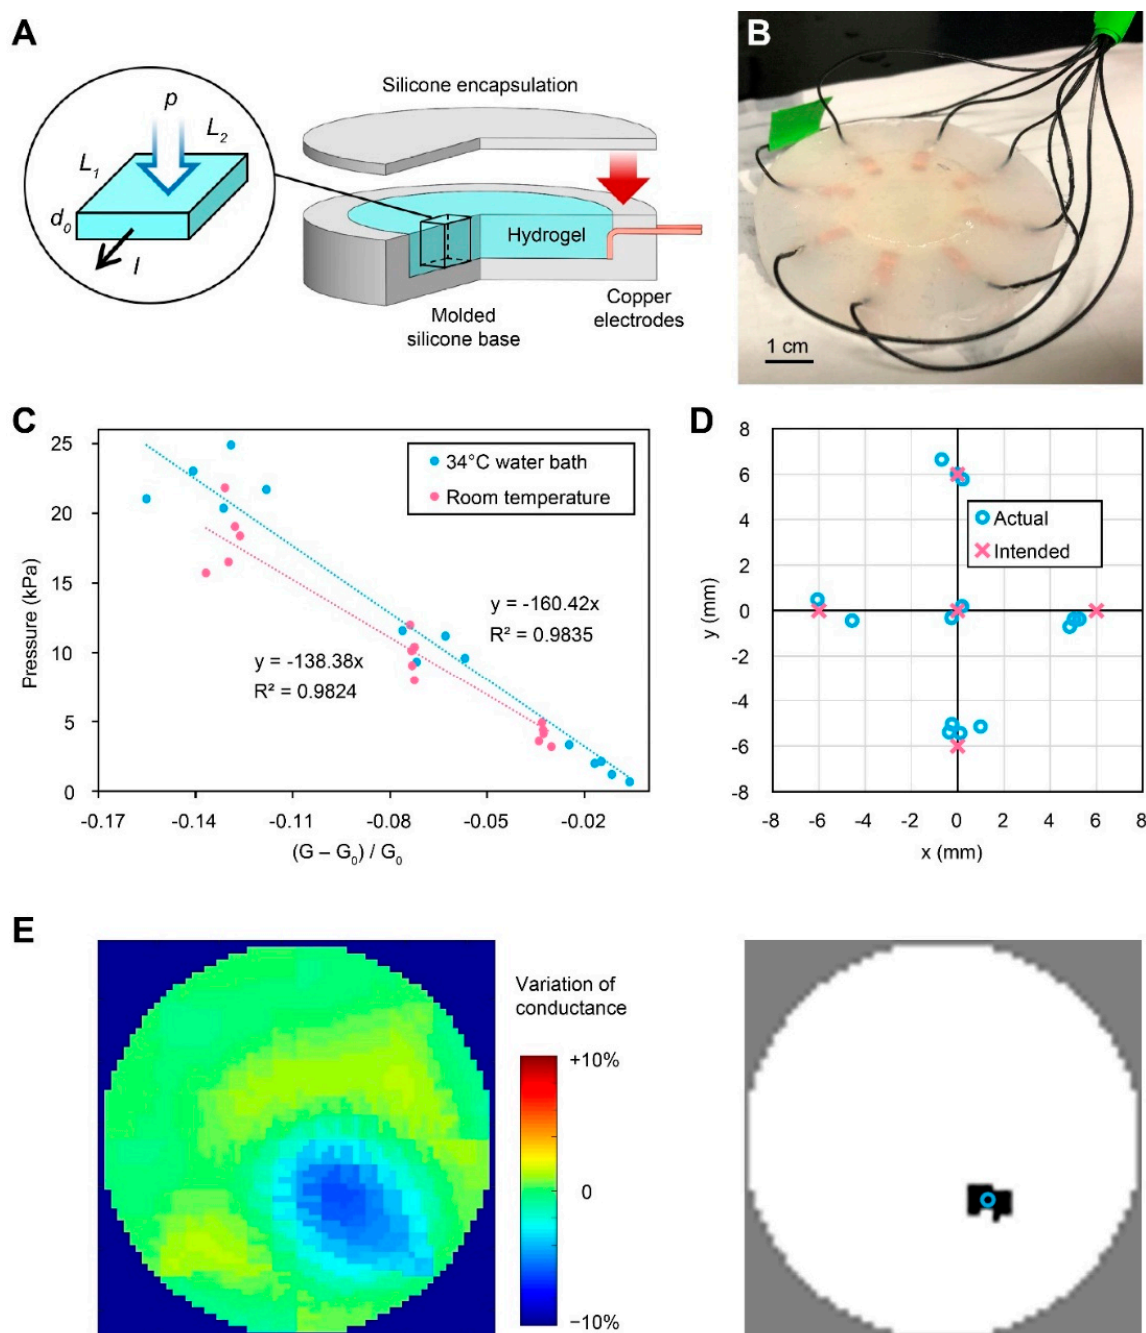 A
Silicone encapsulation
p
L2
L1
d0
I
Hydrogel
Molded
silicone base
Copper
electrodes
B
1 cm
C
25
20
15
10
5
0
Pressure (kPa)
34°C water bath
Room temperature
y = -160.42x
R² = 0.9835
y = -138.38x
R² = 0.9824
-0.17 -0.14 -0.11 -0.08 -0.05 -0.02
(G – G0) / G0
D
8
6
4
2
0
-2
-4
-6
-8
y (mm)
Actual
Intended
-8 -6 -4 -2 0 2 4 6 8
x (mm)
E
Variation of
conductance
+10%
0
−10%